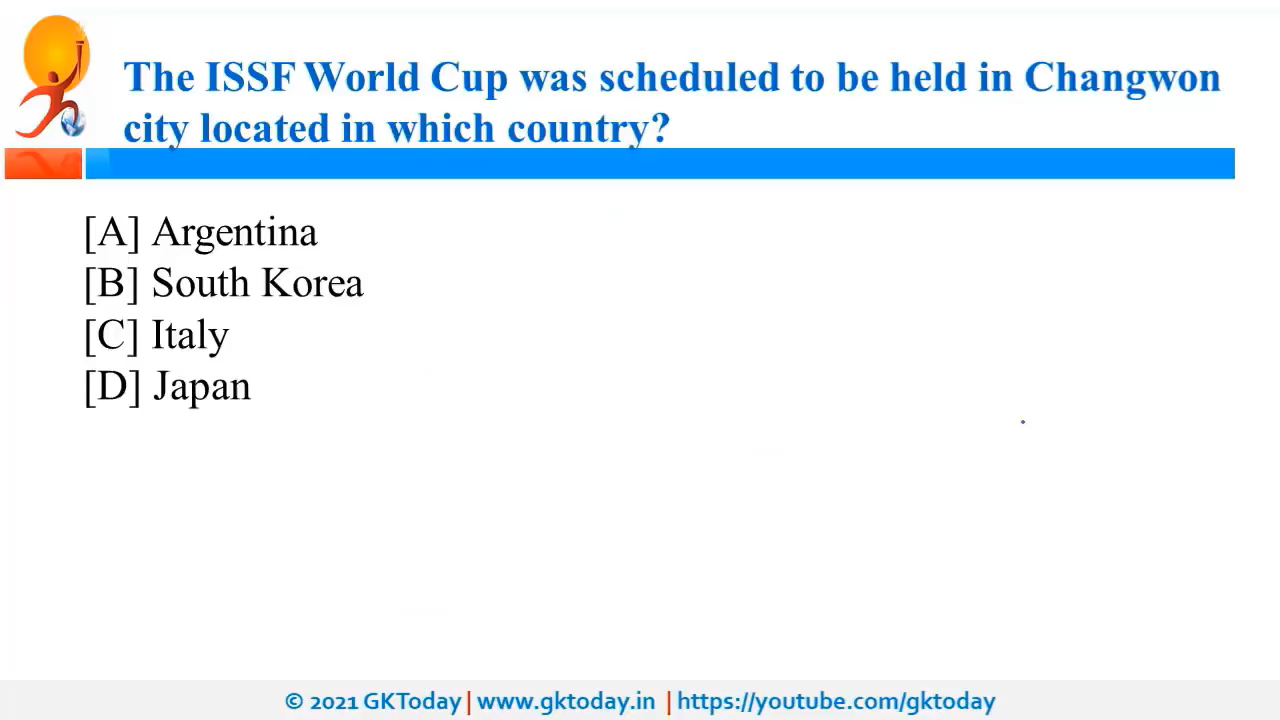 The ISSF World Cup was scheduled to be held in Changwon
city located in which country?
[A] Argentina
[B] South Korea
[C] Italy
[D] Japan
© 2021 GKToday | www.gktoday.in | https://youtube.com/gktoday